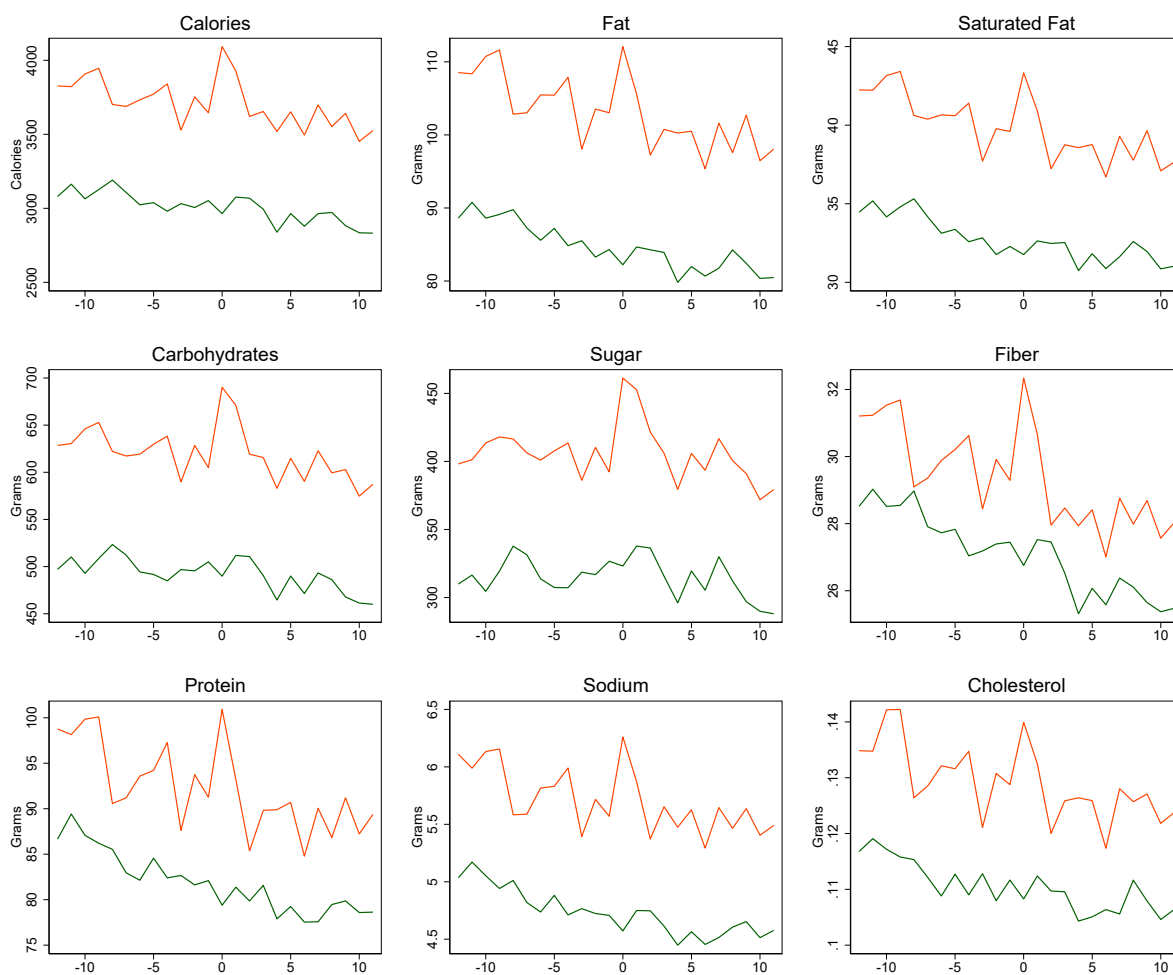 Calories
Fat
Saturated Fat
Calories
2500 3000 3500 4000
-10 -5 0 5 10
Grams
80 90 100 110
-10 -5 0 5 10
Grams
30 35 40 45
-10 -5 0 5 10
Carbohydrates
Sugar
Fiber
Grams
450 500 550 600 650 700
-10 -5 0 5 10
Grams
300 350 400 450
-10 -5 0 5 10
Grams
26 28 30 32
-10 -5 0 5 10
Protein
Sodium
Cholesterol
Grams
75 80 85 90 95 100
-10 -5 0 5 10
Grams
4.5 5 5.5 6 6.5
-10 -5 0 5 10
Grams
.1 .11 .12 .13 .14
-10 -5 0 5 10